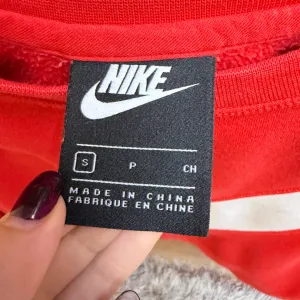 NIKE
S P CH
MADE IN CHINA
FABRIQUE EN CHINE